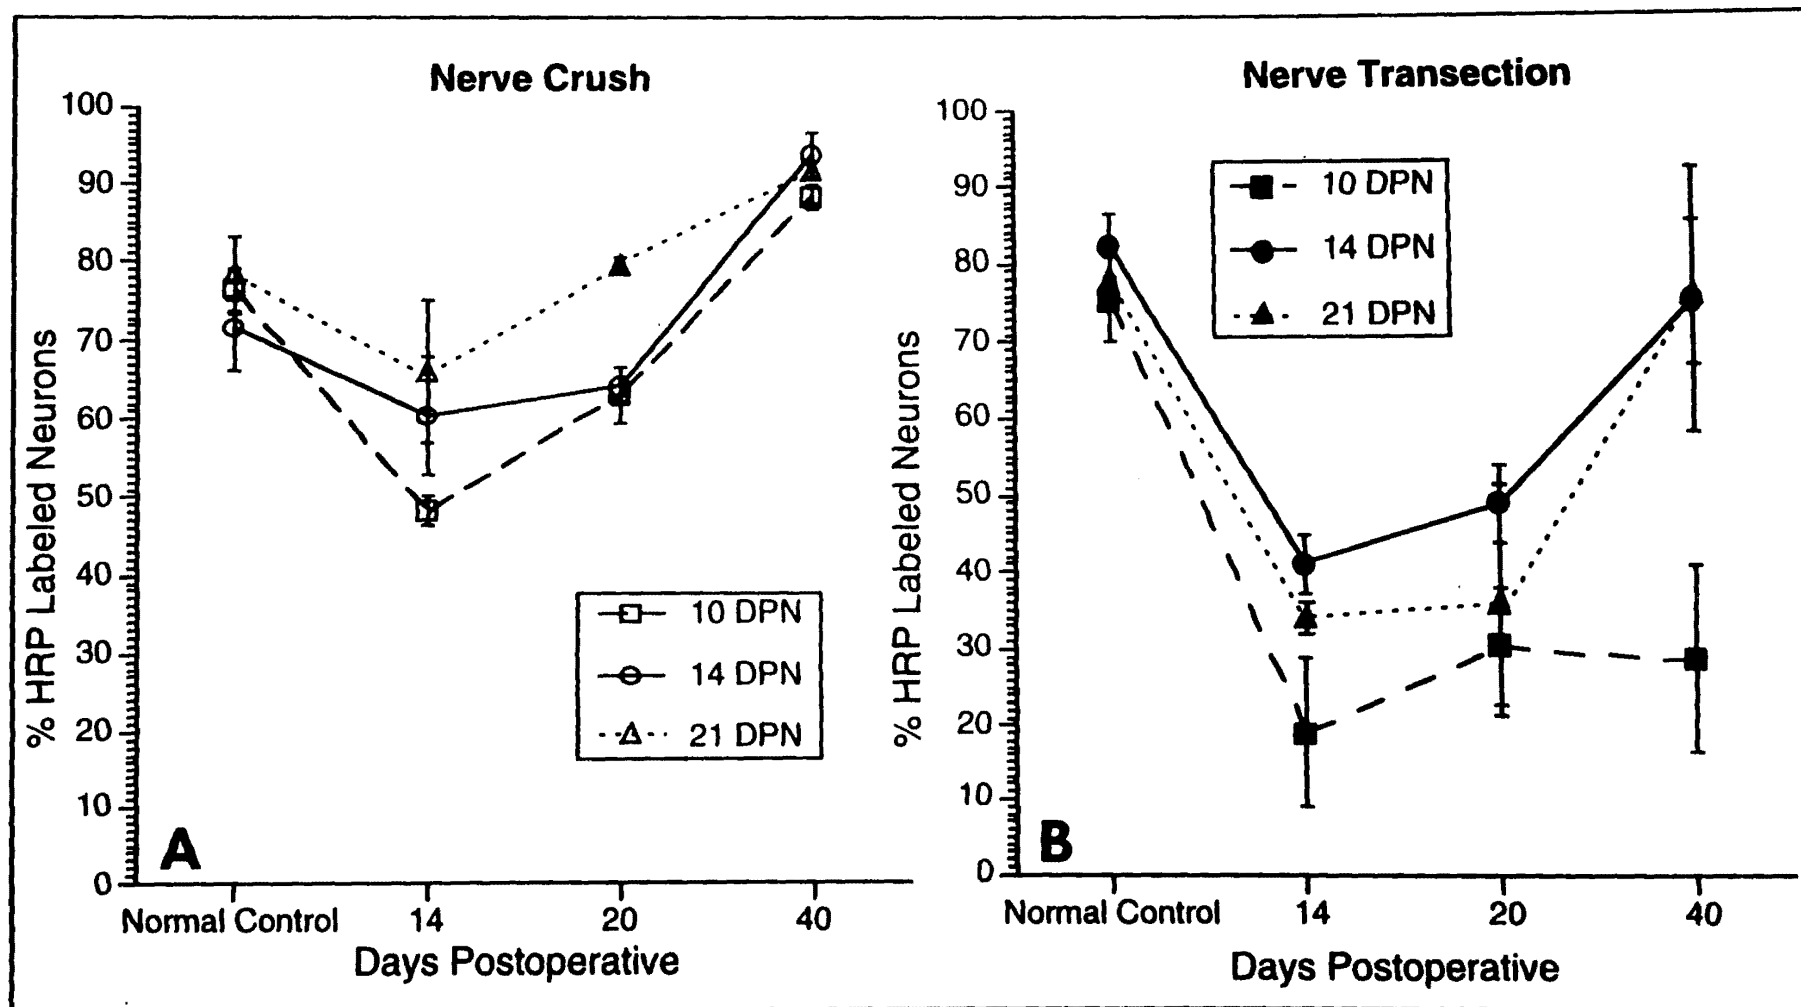 Nerve Crush
100
90
80
70
60
50
40
30
20
10
0
% HRP Labeled Neurons
10 DPN
14 DPN
21 DPN
A
Normal Control 14 20 40
Days Postoperative
Nerve Transection
100
90
80
70
60
50
40
30
20
10
0
% HRP Labeled Neurons
10 DPN
14 DPN
21 DPN
B
Normal Control 14 20 40
Days Postoperative